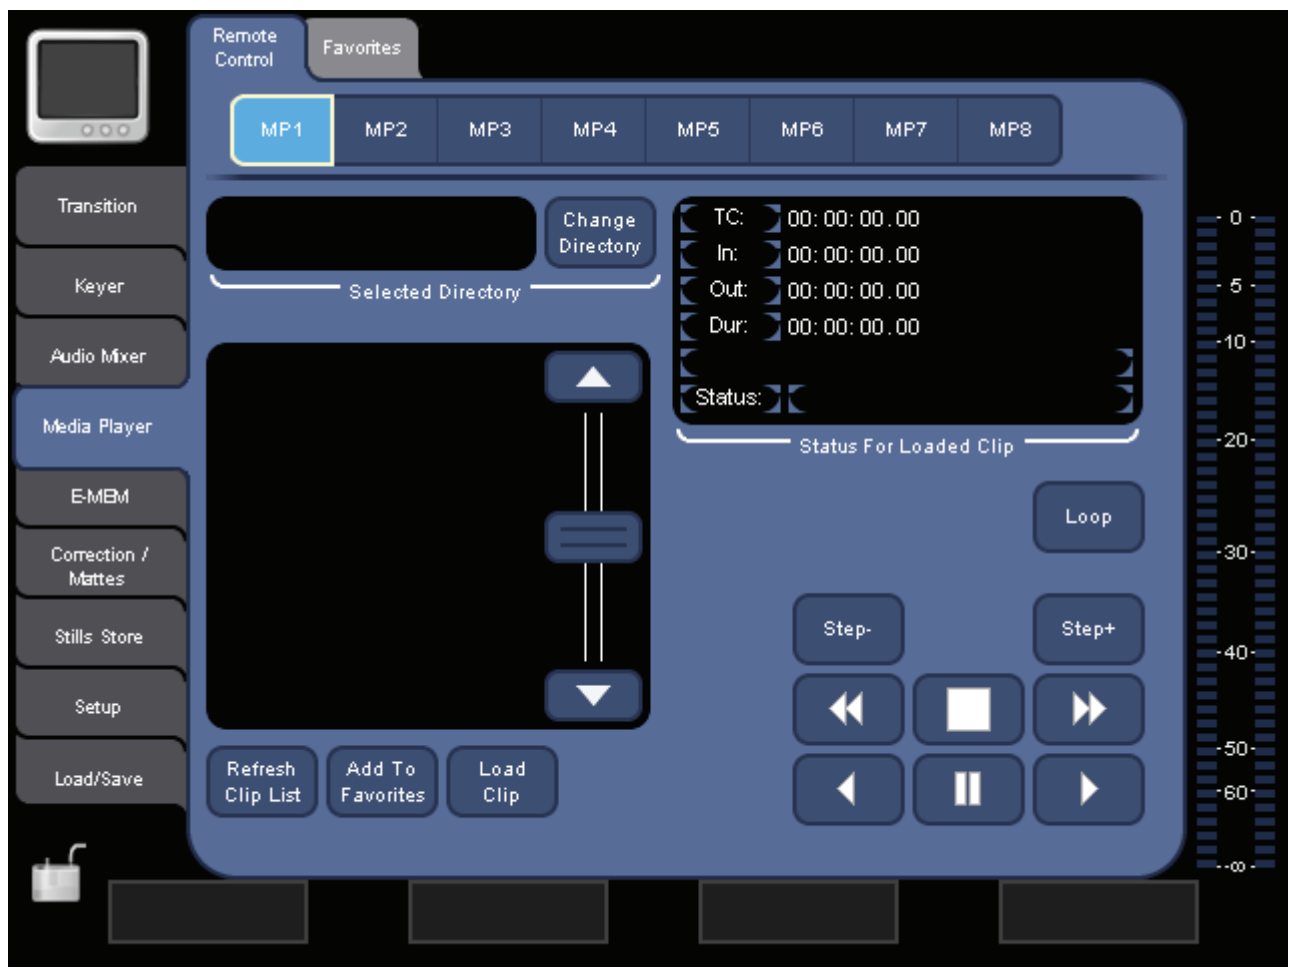 Remote
Control
Favorites
MP1 MP2 MP3 MP4 MP5 MP6 MP7 MP8
Transition
Keyer
Audio Mixer
Media Player
E-MEM
Correction /
Mattes
Stills Store
Setup
Load/Save
Change
Directory
Selected Directory
TC: 00:00:00.00
In: 00:00:00.00
Out: 00:00:00.00
Dur: 00:00:00.00
Status:
Status For Loaded Clip
Loop
Step- Step+
Refresh
Clip List
Add To
Favorites
Load
Clip
- 0 -
- 5 -
-10-
-20-
-30-
-40-
-50-
-60-
--∞-